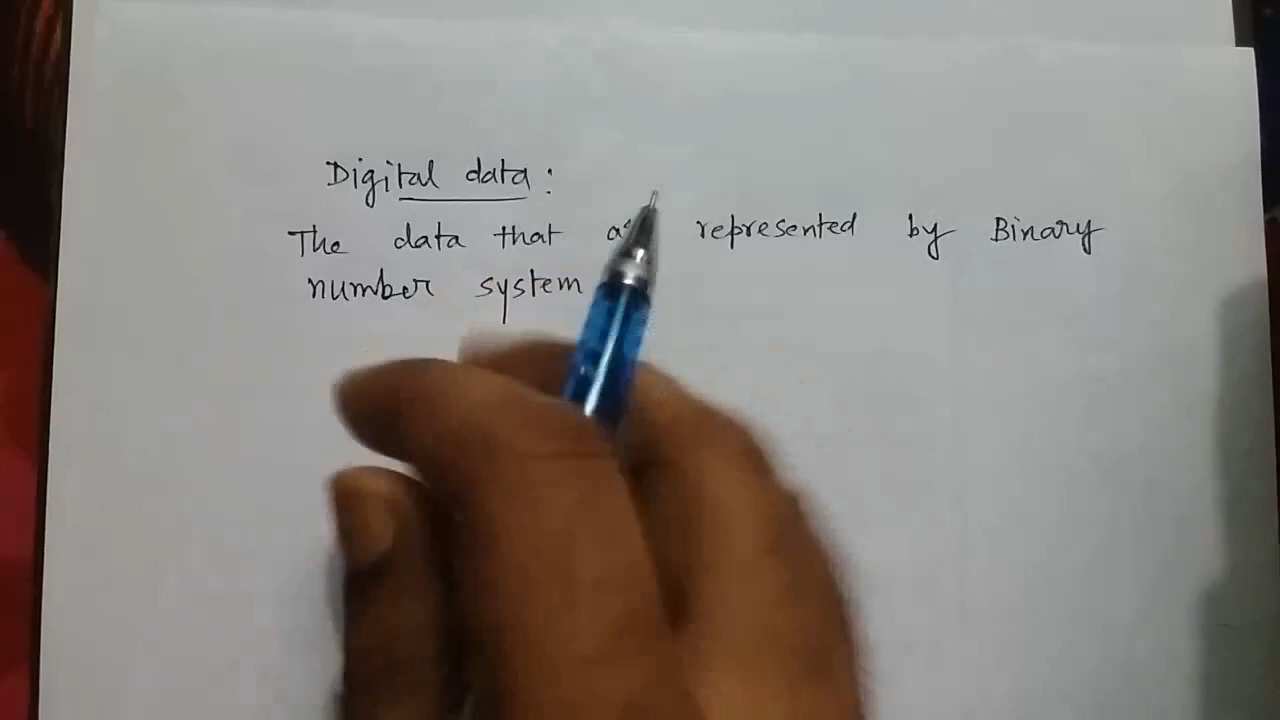 Digital data :
The data that represented by Binary
number system